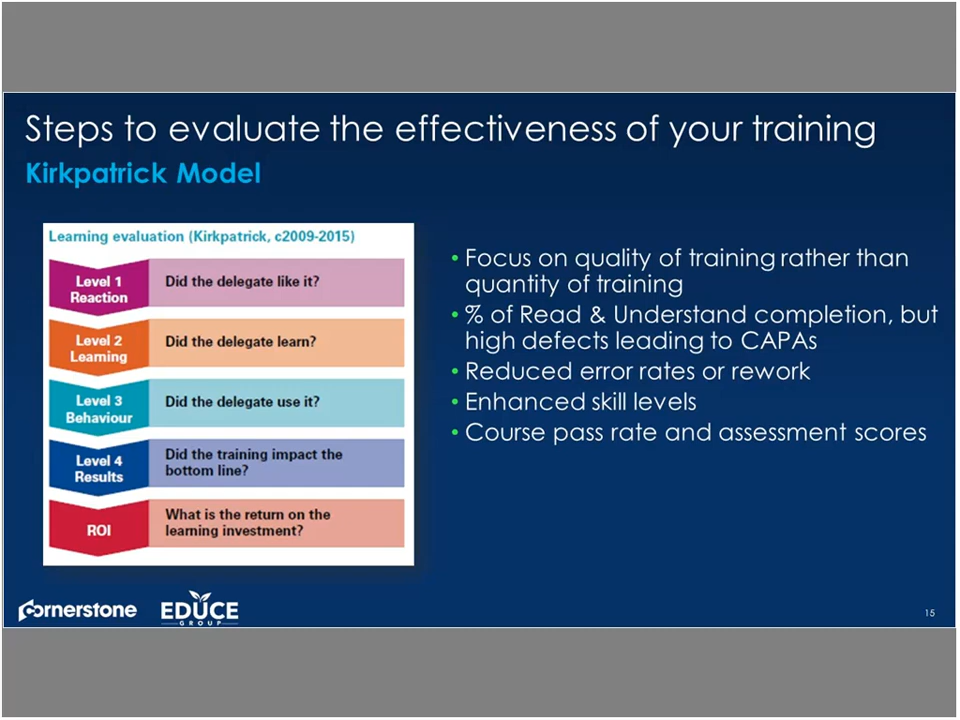 Steps to evaluate the effectiveness of your training
Kirkpatrick Model
Learning evaluation (Kirkpatrick, c2009-2015)
Level 1
Reaction
Did the delegate like it?
Level 2
Learning
Did the delegate learn?
Level 3
Behaviour
Did the delegate use it?
Level 4
Results
Did the training impact the
bottom line?
ROI
What is the return on the
learning investment?
• Focus on quality of training rather than
quantity of training
• % of Read & Understand completion, but
high defects leading to CAPAs
• Reduced error rates or rework
• Enhanced skill levels
• Course pass rate and assessment scores
cornerstone
EDUCE
GROUP
15